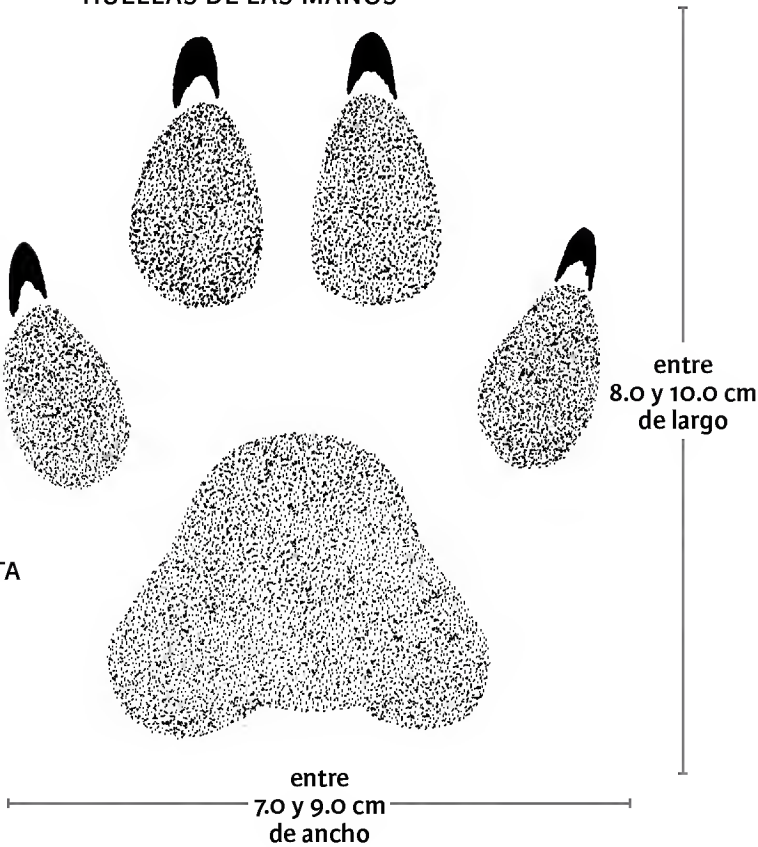 HUELLAS DE LAS MANOS
entre
8.0 y 10.0 cm
de largo
TA
entre
7.0 y 9.0 cm
de ancho